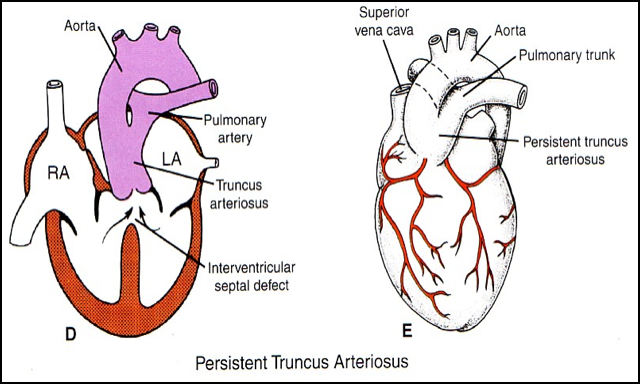 Aorta
Pulmonary
artery
RA
LA
Truncus
arteriosus
Interventricular
septal defect
D
Superior
vena cava
Aorta
Pulmonary trunk
Persistent truncus
arteriosus
E
Persistent Truncus Arteriosus